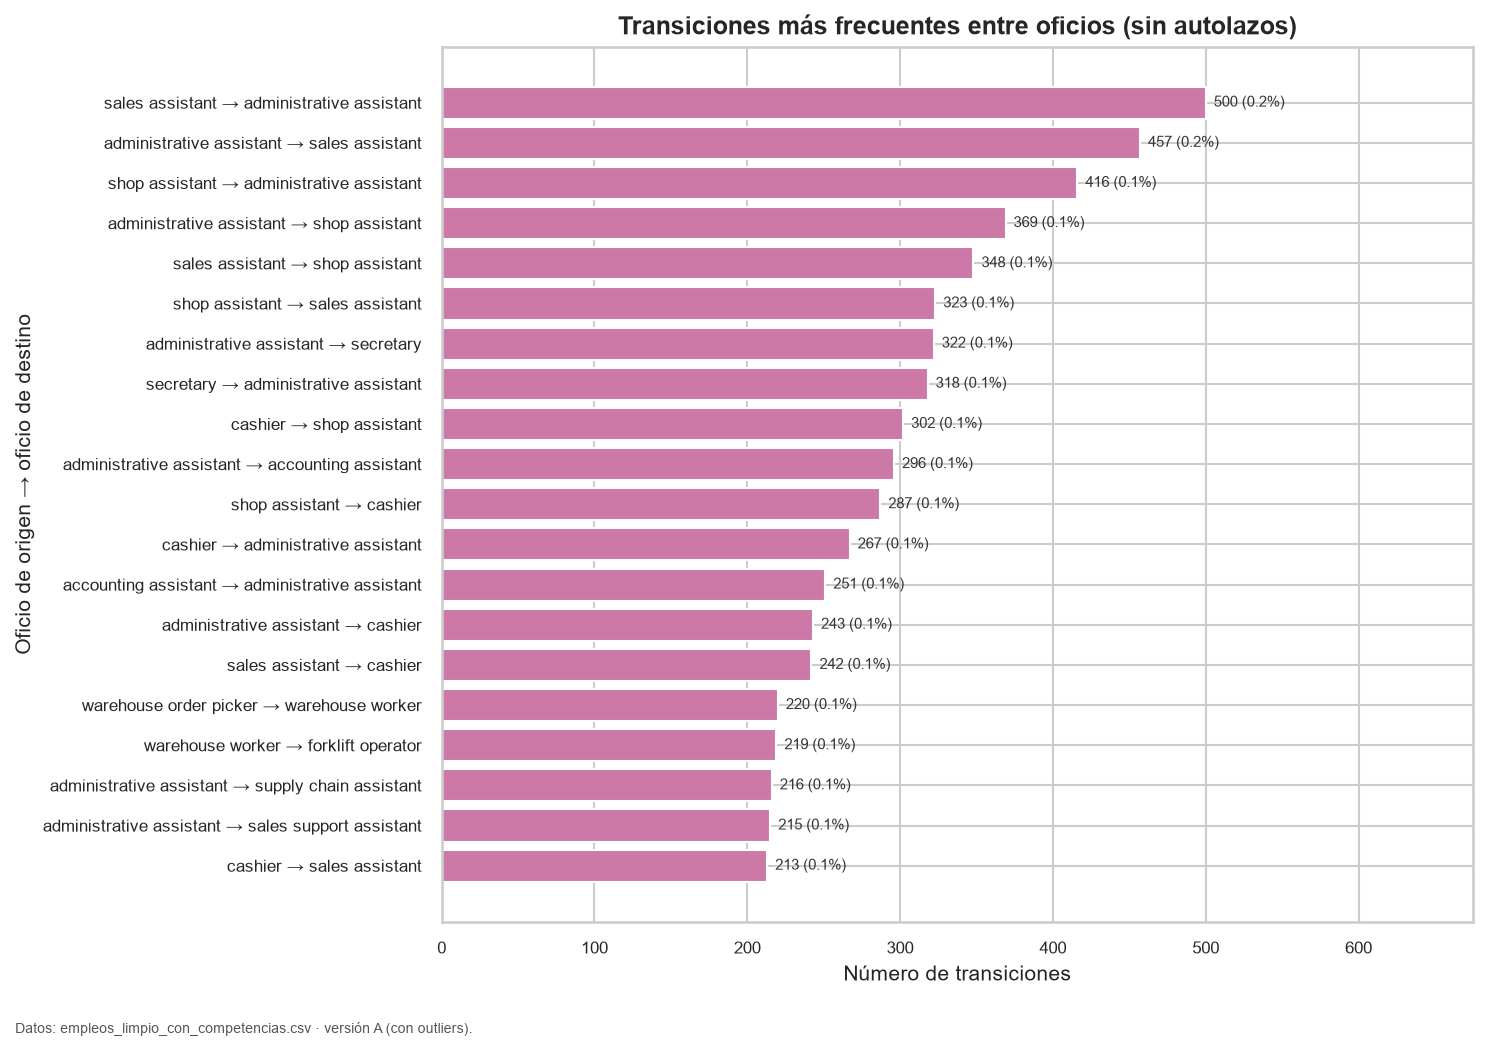 Transiciones más frecuentes entre oficios (sin autolazos)
Oficio de origen → oficio de destino
sales assistant → administrative assistant 500 (0.2%)
administrative assistant → sales assistant 457 (0.2%)
shop assistant → administrative assistant 416 (0.1%)
administrative assistant → shop assistant 369 (0.1%)
sales assistant → shop assistant 348 (0.1%)
shop assistant → sales assistant 323 (0.1%)
administrative assistant → secretary 322 (0.1%)
secretary → administrative assistant 318 (0.1%)
cashier → shop assistant 302 (0.1%)
administrative assistant → accounting assistant 296 (0.1%)
shop assistant → cashier 287 (0.1%)
cashier → administrative assistant 267 (0.1%)
accounting assistant → administrative assistant 251 (0.1%)
administrative assistant → cashier 243 (0.1%)
sales assistant → cashier 242 (0.1%)
warehouse order picker → warehouse worker 220 (0.1%)
warehouse worker → forklift operator 219 (0.1%)
administrative assistant → supply chain assistant 216 (0.1%)
administrative assistant → sales support assistant 215 (0.1%)
cashier → sales assistant 213 (0.1%)
0 100 200 300 400 500 600
Número de transiciones
Datos: empleos_limpio_con_competencias.csv · versión A (con outliers).